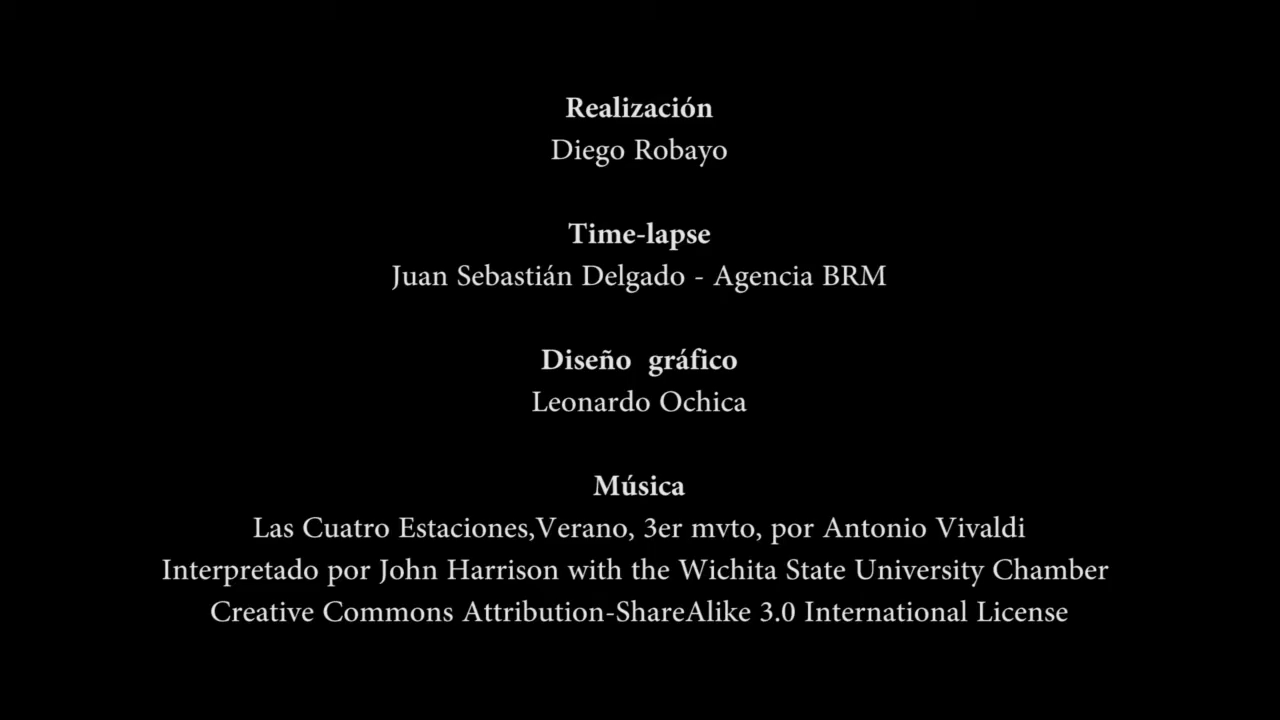 Realización
Diego Robayo
Time-lapse
Juan Sebastián Delgado - Agencia BRM
Diseño gráfico
Leonardo Ochica
Música
Las Cuatro Estaciones,Verano, 3er mvto, por Antonio Vivaldi
Interpretado por John Harrison with the Wichita State University Chamber
Creative Commons Attribution-ShareAlike 3.0 International License